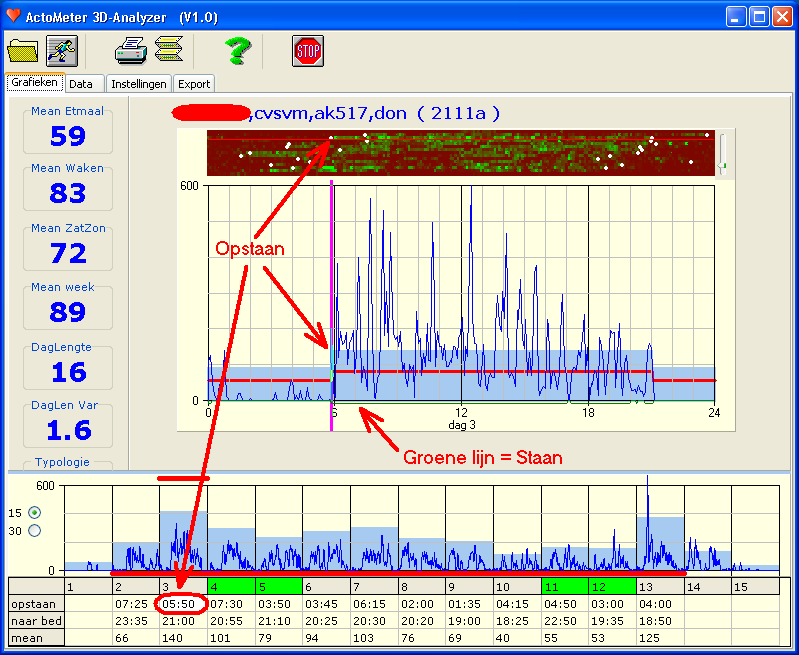 ActoMeter 3D-Analyzer (V1.0)
STOP
Grafieken Data Instellingen Export
Mean Etmaal
59
Mean Waken
83
Mean ZatZon
72
Mean week
89
DagLengte
16
DagLen Var
1.6
Typologie
,cvsvm,ak517,don ( 2111a )
600
Opstaan
0
0 6 12 18 24
dag 3
Groene lijn = Staan
600
15
30
0
1 2 3 4 5 6 7 8 9 10 11 12 13 14 15
opstaan 07:25 05:50 07:30 03:50 03:45 06:15 02:00 01:35 04:15 04:50 03:00 04:00
naar bed 23:35 21:00 20:55 21:10 20:25 20:30 20:20 19:00 18:25 22:50 19:35 18:50
mean 66 140 101 79 94 103 76 69 40 55 53 125